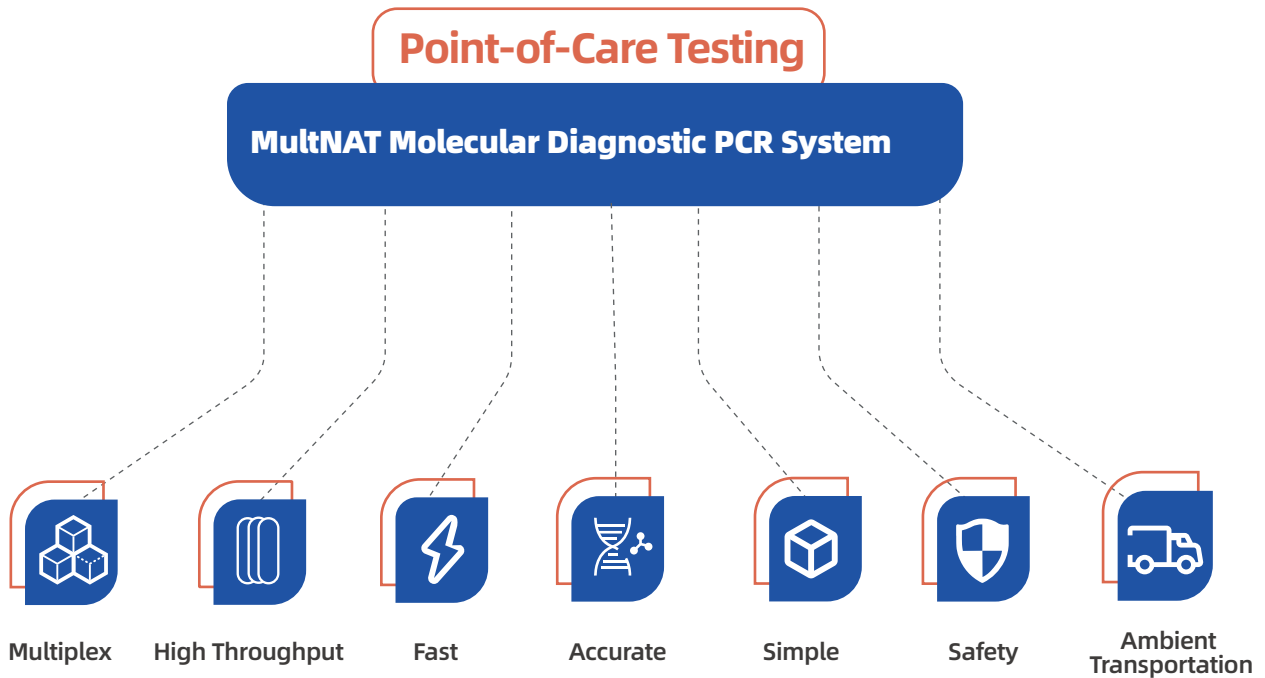 Point-of-Care Testing
MultNAT Molecular Diagnostic PCR System
Multiplex
High Throughput
Fast
Accurate
Simple
Safety
Ambient
Transportation